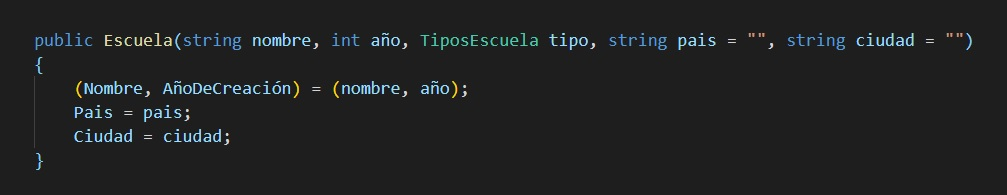 public Escuela(string nombre, int año, TiposEscuela tipo, string pais = "", string ciudad = "")
{
    (Nombre, AñoDeCreación) = (nombre, año);
    Pais = pais;
    Ciudad = ciudad;
}